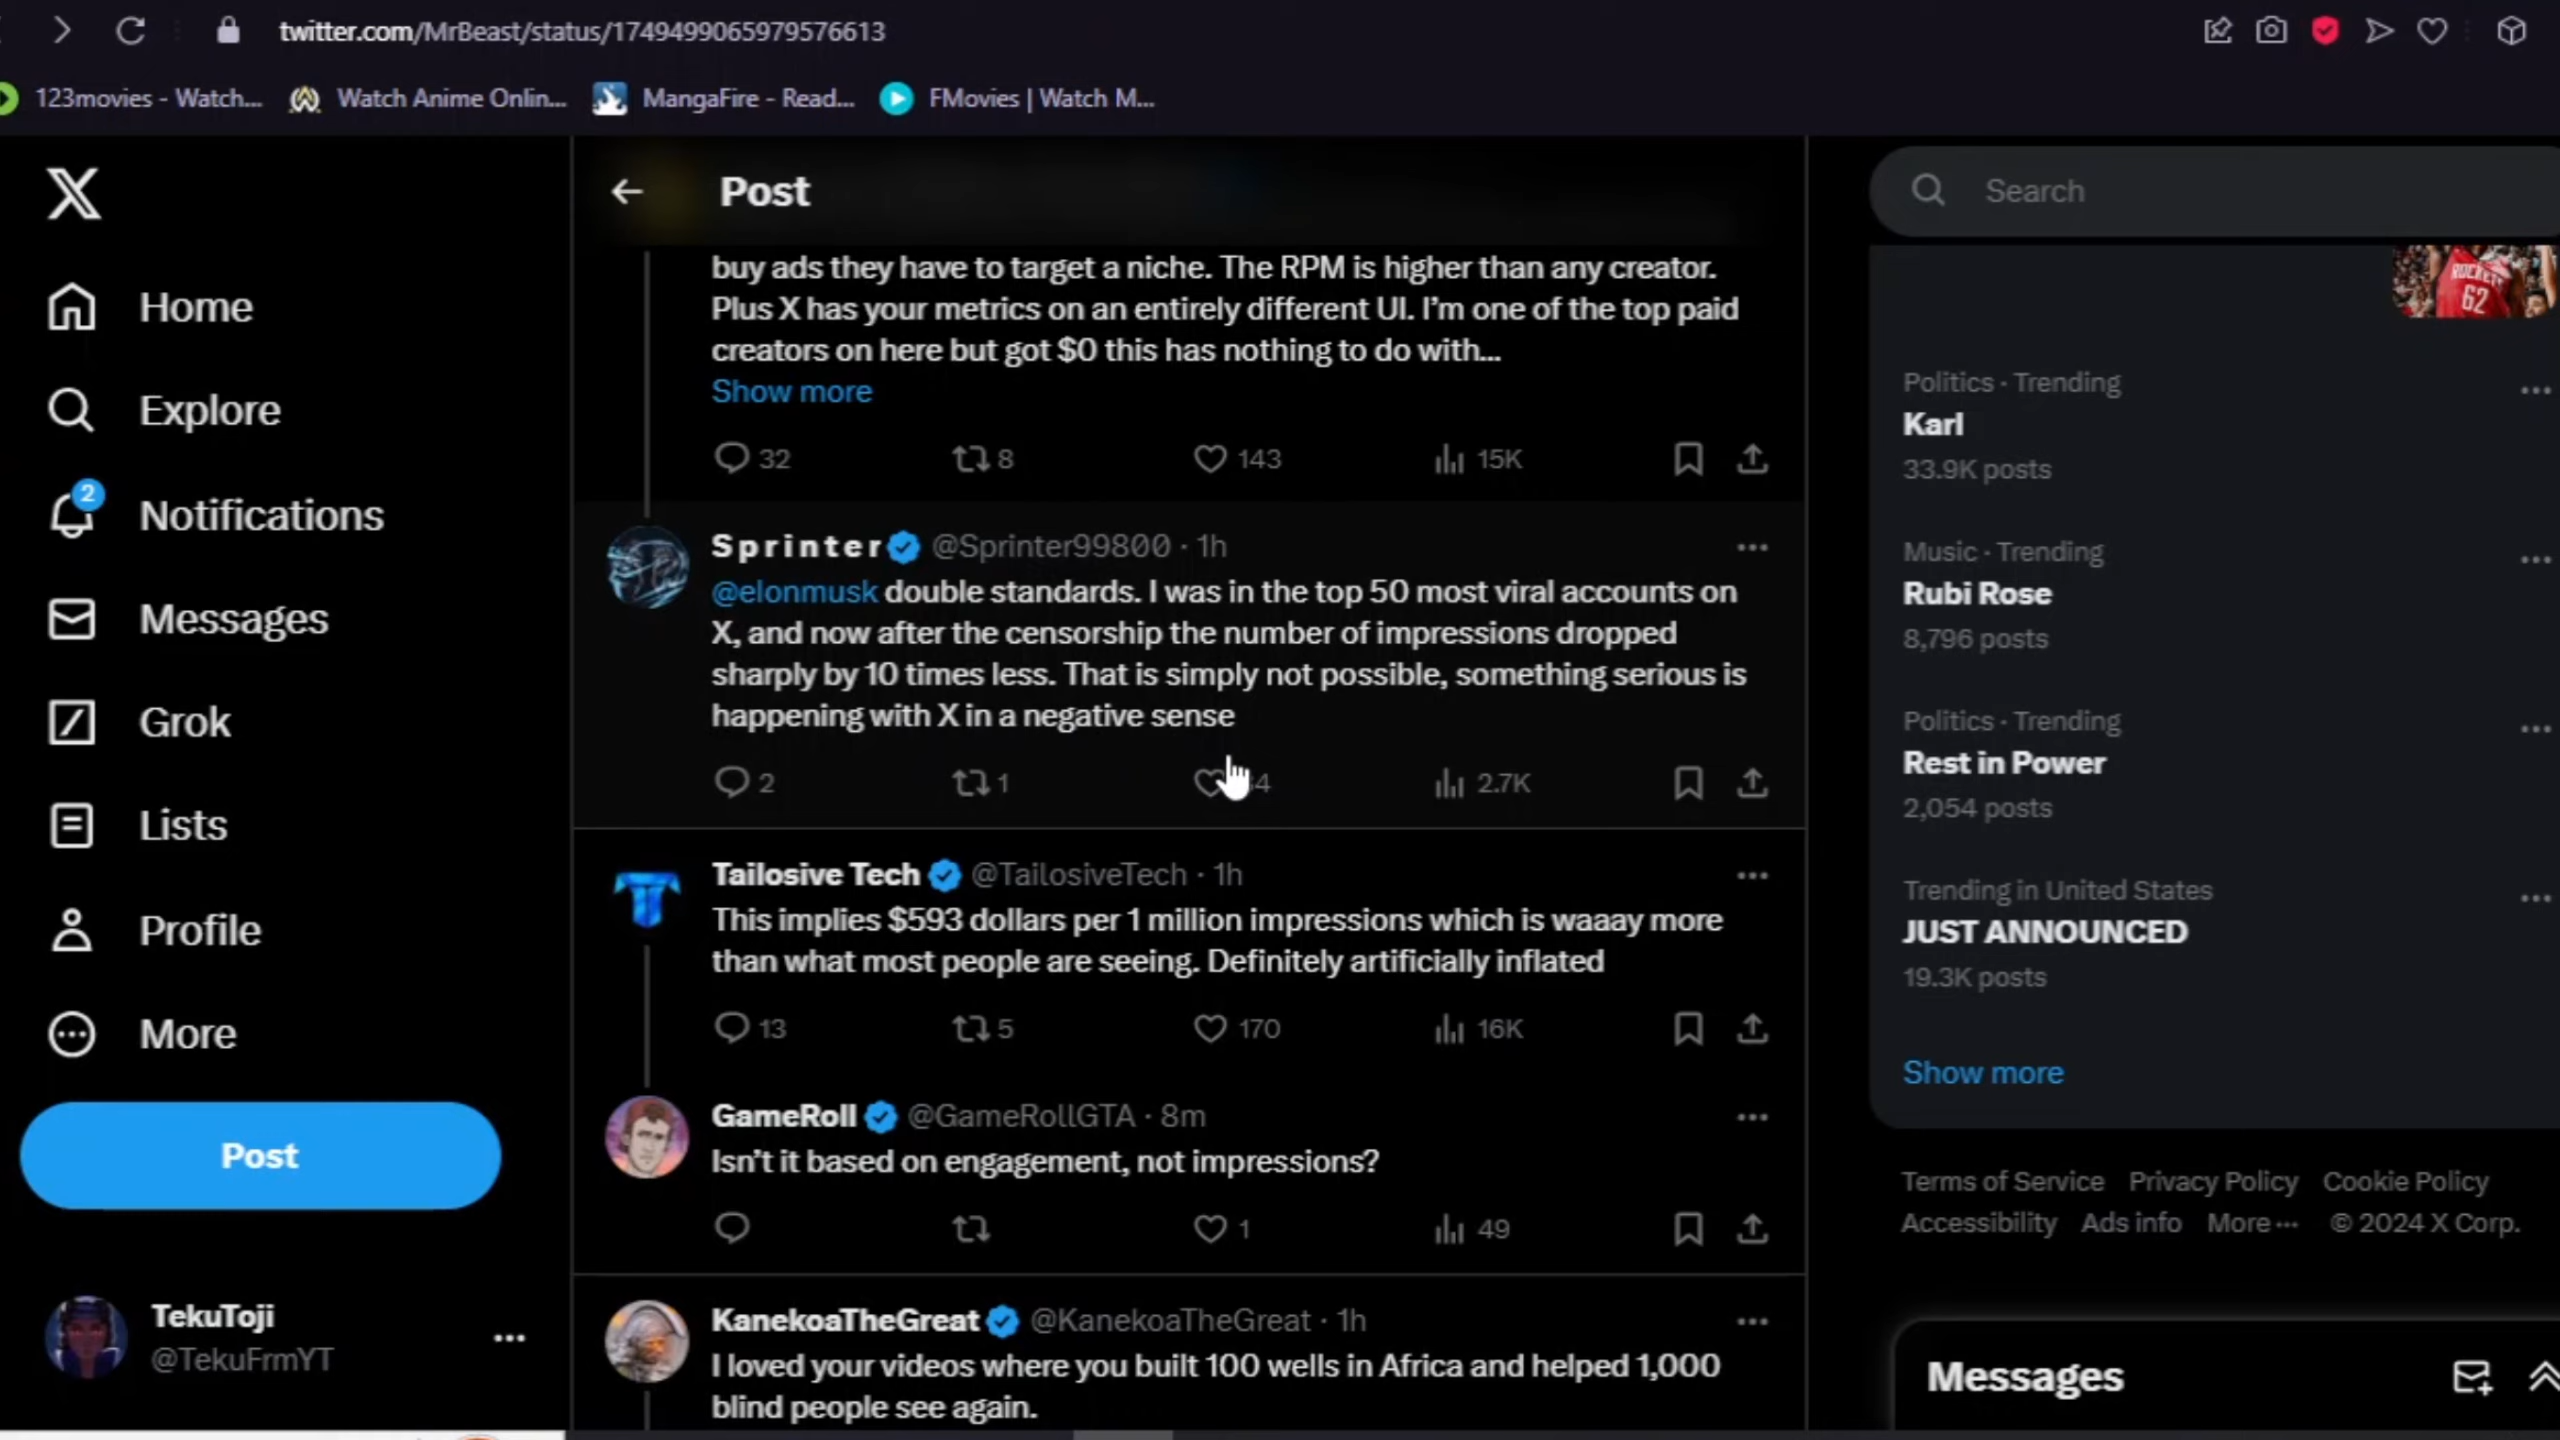 twitter.com/MrBeast/status/1749499065979576613
123movies - Watch...
Watch Anime Onlin...
MangaFire - Read...
FMovies | Watch M...
Home
Explore
Notifications
2
Messages
Grok
Lists
Profile
More
Post
TekuToji
@TekuFrmYT
Post
buy ads they have to target a niche. The RPM is higher than any creator.
Plus X has your metrics on an entirely different UI. I'm one of the top paid
creators on here but got $0 this has nothing to do with...
Show more
32 8 143 15K
Sprinter @Sprinter99800 · 1h
@elonmusk double standards. I was in the top 50 most viral accounts on
X, and now after the censorship the number of impressions dropped
sharply by 10 times less. That is simply not possible, something serious is
happening with X in a negative sense
2 1 2.7K
Tailosive Tech @TailosiveTech · 1h
This implies $593 dollars per 1 million impressions which is waaay more
than what most people are seeing. Definitely artificially inflated
13 5 170 16K
GameRoll @GameRollGTA · 8m
Isn't it based on engagement, not impressions?
1 49
KanekoaTheGreat @KanekoaTheGreat · 1h
I loved your videos where you built 100 wells in Africa and helped 1,000
blind people see again.
Search
ROCKETS
62
Politics · Trending
Karl
33.9K posts
Music · Trending
Rubi Rose
8,796 posts
Politics · Trending
Rest in Power
2,054 posts
Trending in United States
JUST ANNOUNCED
19.3K posts
Show more
Terms of Service Privacy Policy Cookie Policy
Accessibility Ads info More ··· © 2024 X Corp.
Messages